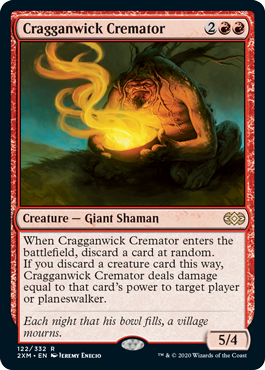 Cragganwick Cremator 2
Creature — Giant Shaman
When Cragganwick Cremator enters the
battlefield, discard a card at random.
If you discard a creature card this way,
Cragganwick Cremator deals damage
equal to that card's power to target player
or planeswalker.
Each night that his bowl fills, a village
mourns.
5/4
122/332 R
2XM • EN JEREMY ENECIO ™ & © 2020 Wizards of the Coast